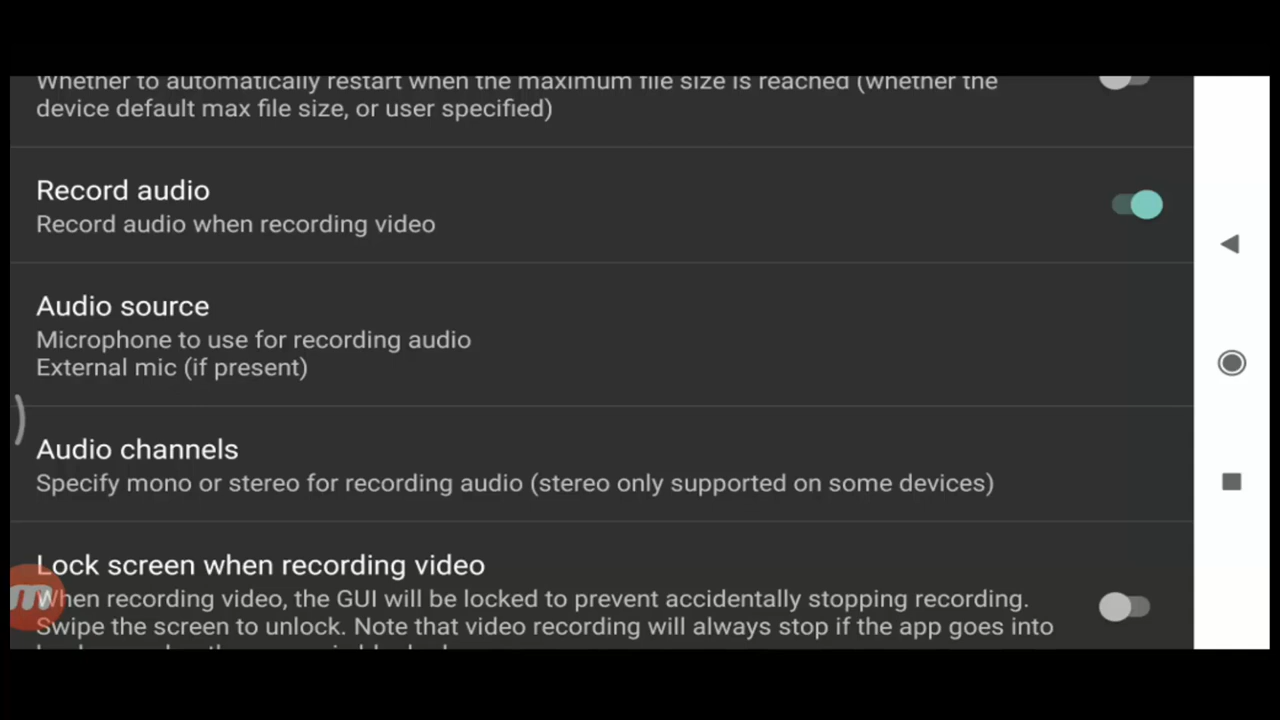 Whether to automatically restart when the maximum file size is reached (whether the
device default max file size, or user specified)
Record audio
Record audio when recording video
Audio source
Microphone to use for recording audio
External mic (if present)
Audio channels
Specify mono or stereo for recording audio (stereo only supported on some devices)
Lock screen when recording video
When recording video, the GUI will be locked to prevent accidentally stopping recording.
Swipe the screen to unlock. Note that video recording will always stop if the app goes into